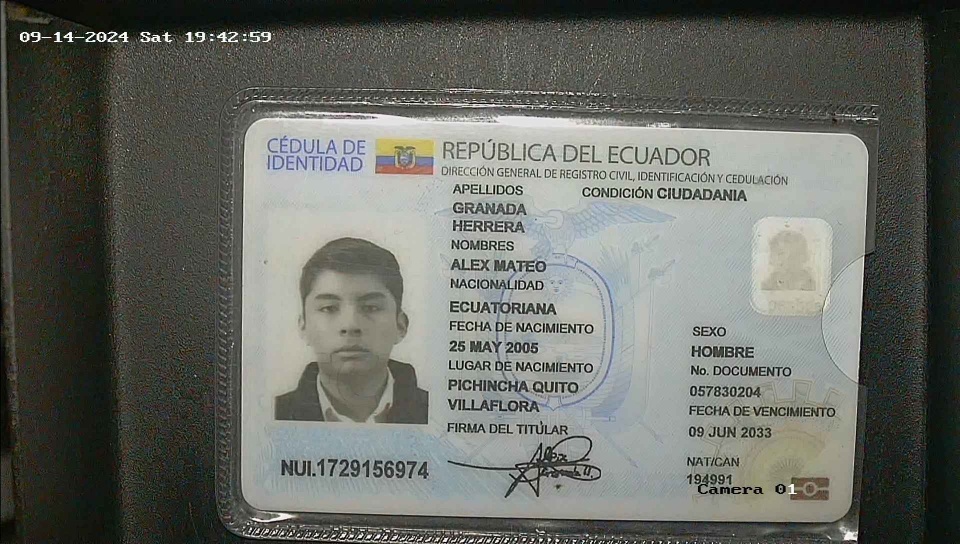 09-14-2024 Sat 19:42:59
CÉDULA DE
IDENTIDAD
REPÚBLICA DEL ECUADOR
DIRECCIÓN GENERAL DE REGISTRO CIVIL, IDENTIFICACIÓN Y CEDULACIÓN
APELLIDOS
CONDICIÓN CIUDADANIA
GRANADA
HERRERA
NOMBRES
ALEX MATEO
NACIONALIDAD
ECUATORIANA
FECHA DE NACIMIENTO
25 MAY 2005
LUGAR DE NACIMIENTO
PICHINCHA QUITO
VILLAFLORA
FIRMA DEL TITULAR
SEXO
HOMBRE
No. DOCUMENTO
057830204
FECHA DE VENCIMIENTO
09 JUN 2033
NAT/CAN
194991
NUI.1729156974
Camera 01